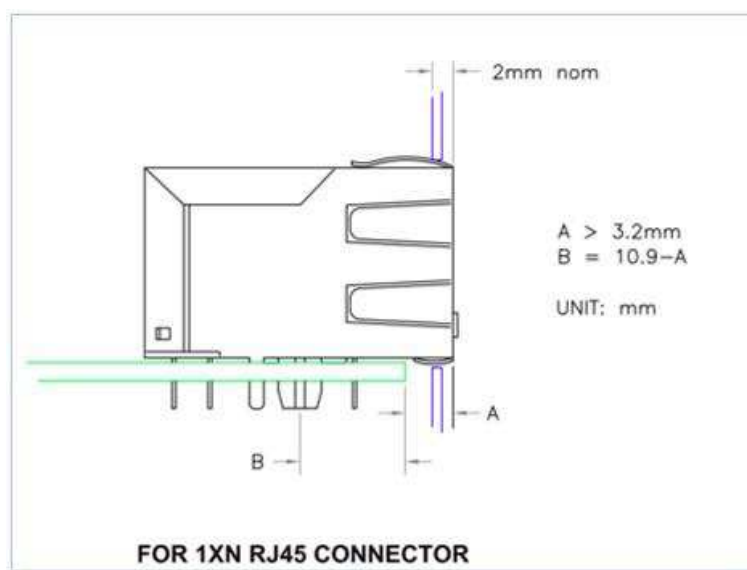 2mm nom
A > 3.2mm
B = 10.9-A
UNIT: mm
A
B
FOR 1XN RJ45 CONNECTOR